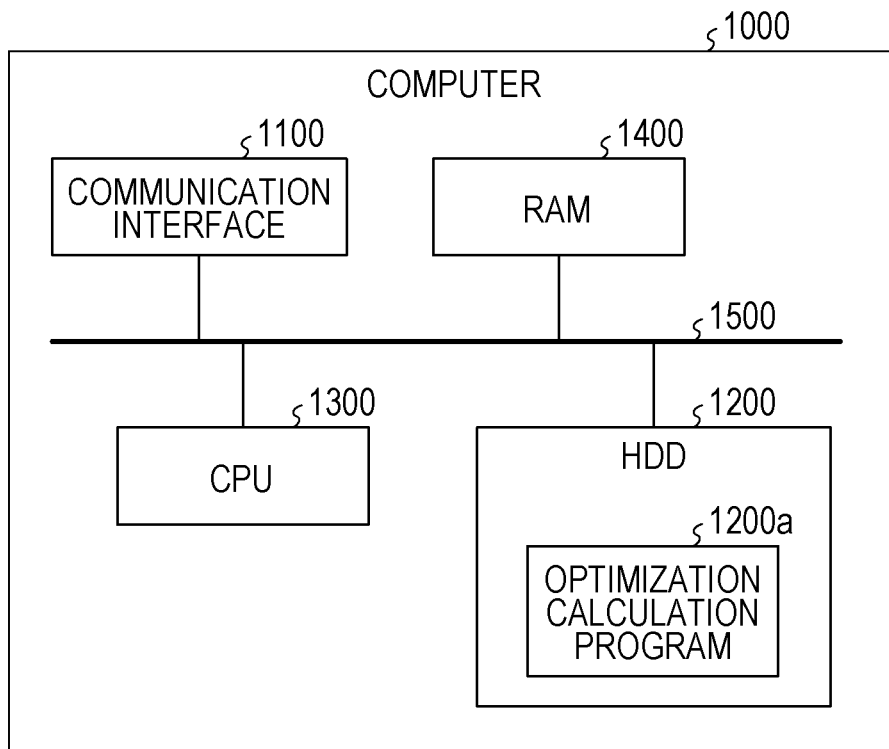 1000
COMPUTER
1100
COMMUNICATION
INTERFACE
1400
RAM
1500
1300
CPU
1200
HDD
1200a
OPTIMIZATION
CALCULATION
PROGRAM